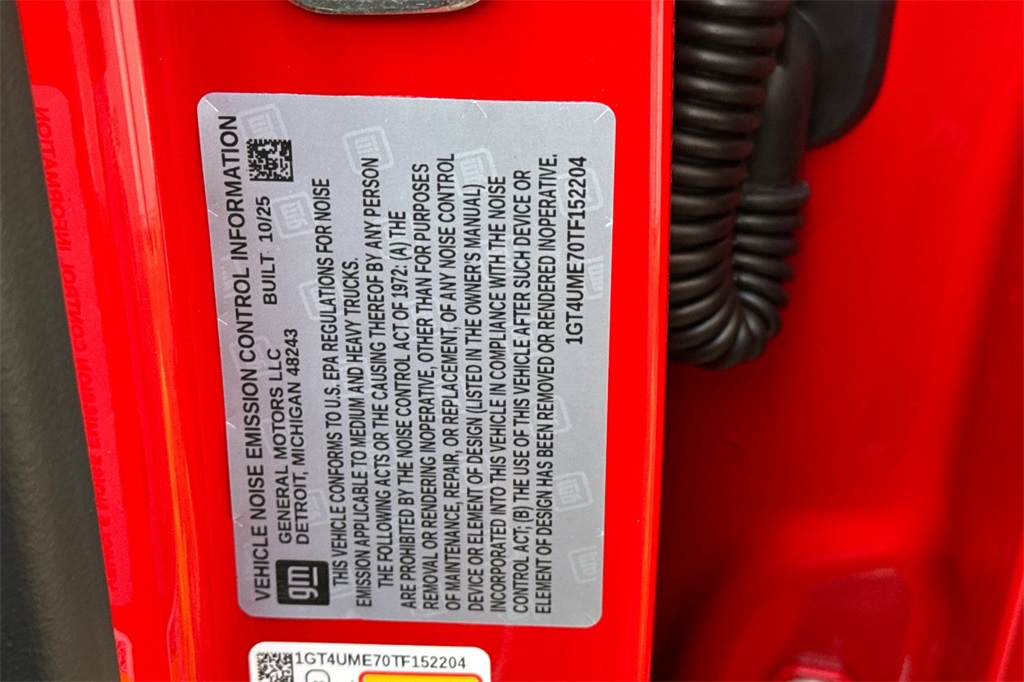 VEHICLE NOISE EMISSION CONTROL INFORMATION
gm
GENERAL MOTORS LLC
DETROIT, MICHIGAN 48243
BUILT 10/25
THIS VEHICLE CONFORMS TO U.S. EPA REGULATIONS FOR NOISE
EMISSION APPLICABLE TO MEDIUM AND HEAVY TRUCKS.
THE FOLLOWING ACTS OR THE CAUSING THEREOF BY ANY PERSON
ARE PROHIBITED BY THE NOISE CONTROL ACT OF 1972: (A) THE
REMOVAL OR RENDERING INOPERATIVE, OTHER THAN FOR PURPOSES
OF MAINTENANCE, REPAIR, OR REPLACEMENT, OF ANY NOISE CONTROL
DEVICE OR ELEMENT OF DESIGN (LISTED IN THE OWNER'S MANUAL)
INCORPORATED INTO THIS VEHICLE IN COMPLIANCE WITH THE NOISE
CONTROL ACT; (B) THE USE OF THIS VEHICLE AFTER SUCH DEVICE OR
ELEMENT OF DESIGN HAS BEEN REMOVED OR RENDERED INOPERATIVE.
1GT4UME70TF152204
1GT4UME70TF152204